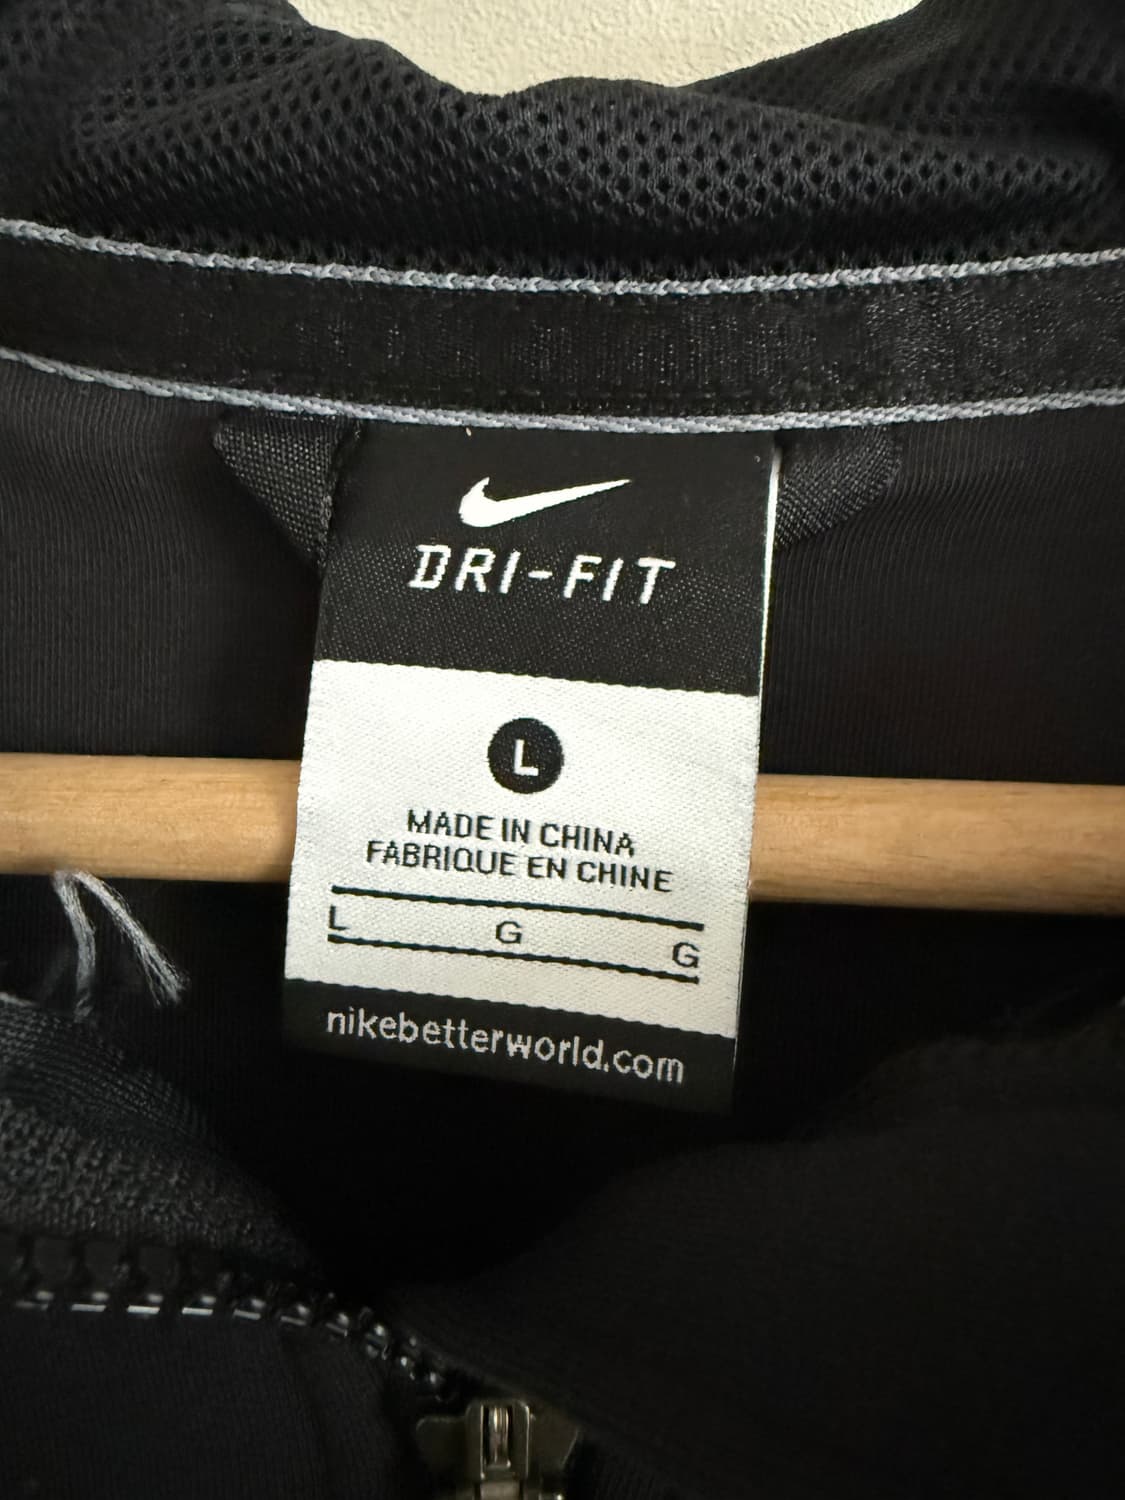 DRI-FIT
L
MADE IN CHINA
FABRIQUE EN CHINE
L G G
nikebetterworld.com